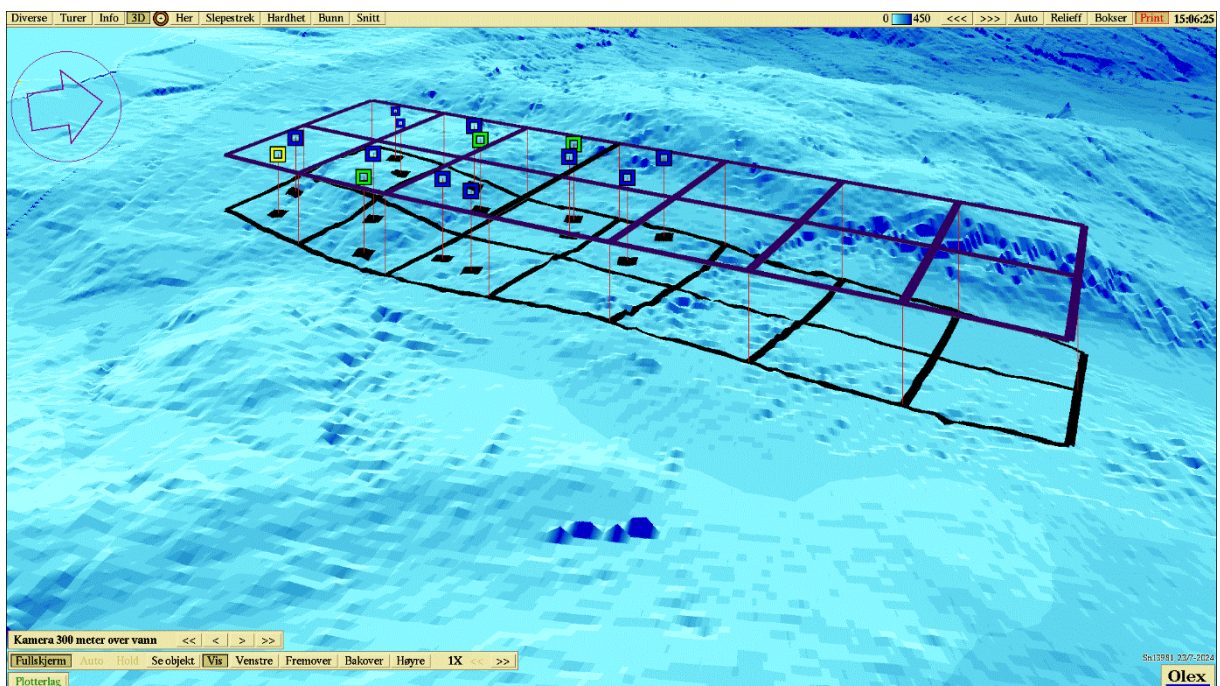 Diverse Turer Info 3D Her Slepestrek Hardhet Bunn Snitt 0 450 <<< >>> Auto Relieff Bokser Print 15:06:25
Kamera 300 meter over vann << < > >>
Fullskjerm Auto Hold Se objekt Vis Venstre Fremover Bakover Høyre 1X << >>
Sn13981 23/7-2024
Plotterlag Olex